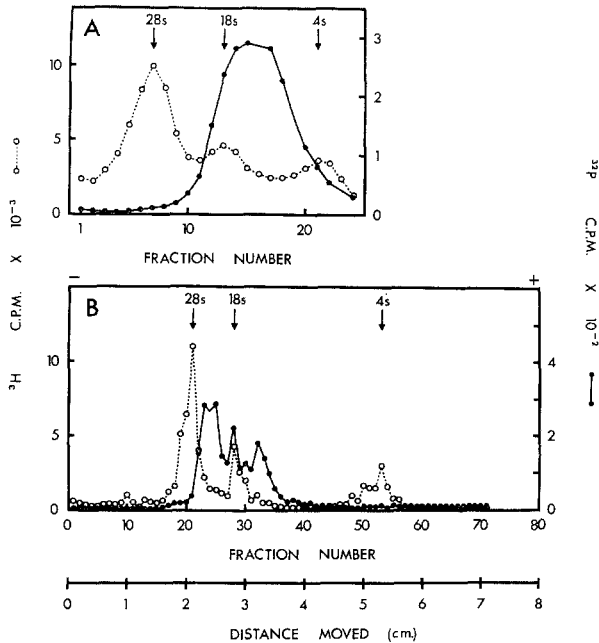 A
28s 18s 4s
10
5
0
3
2
1
0
1 10 20
FRACTION NUMBER
³H C.P.M. X 10⁻³
³²P C.P.M. X 10⁻²
− +
B
28s 18s 4s
10
5
0
4
2
0
0 10 20 30 40 50 60 70 80
FRACTION NUMBER
0 1 2 3 4 5 6 7 8
DISTANCE MOVED (cm.)